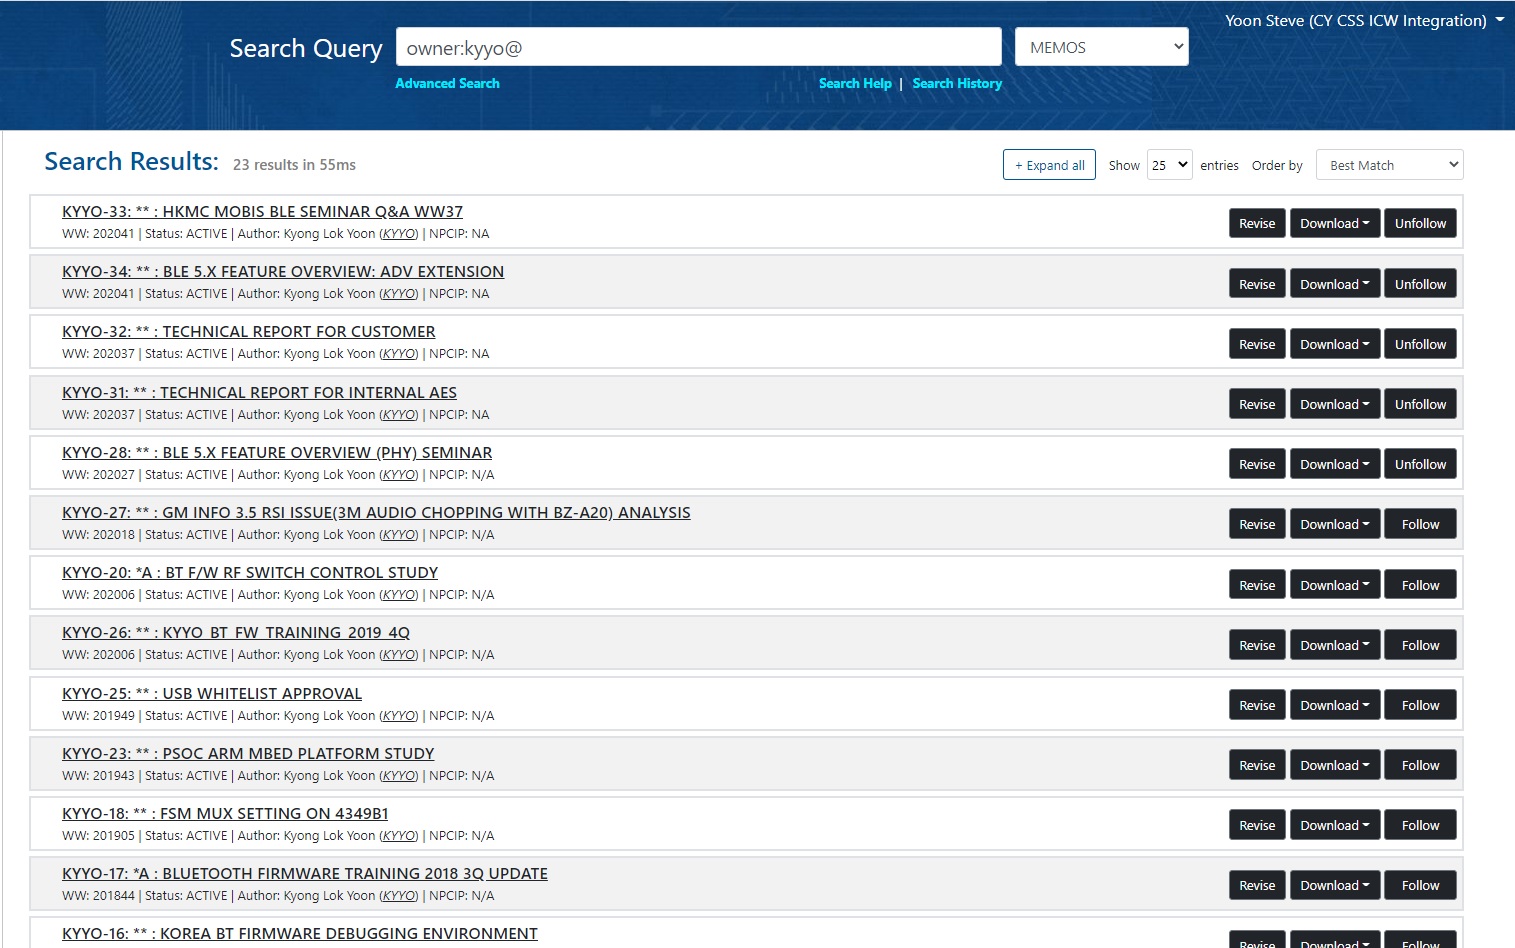 Yoon Steve (CY CSS ICW Integration)
Search Query owner:kyyo@ MEMOS
Advanced Search Search Help | Search History
Search Results: 23 results in 55ms + Expand all Show 25 entries Order by Best Match
KYYO-33: ** : HKMC MOBIS BLE SEMINAR Q&A WW37
WW: 202041 | Status: ACTIVE | Author: Kyong Lok Yoon (KYYO) | NPCIP: NA
Revise Download Unfollow
KYYO-34: ** : BLE 5.X FEATURE OVERVIEW: ADV EXTENSION
WW: 202041 | Status: ACTIVE | Author: Kyong Lok Yoon (KYYO) | NPCIP: NA
Revise Download Unfollow
KYYO-32: ** : TECHNICAL REPORT FOR CUSTOMER
WW: 202037 | Status: ACTIVE | Author: Kyong Lok Yoon (KYYO) | NPCIP: NA
Revise Download Unfollow
KYYO-31: ** : TECHNICAL REPORT FOR INTERNAL AES
WW: 202037 | Status: ACTIVE | Author: Kyong Lok Yoon (KYYO) | NPCIP: NA
Revise Download Unfollow
KYYO-28: ** : BLE 5.X FEATURE OVERVIEW (PHY) SEMINAR
WW: 202027 | Status: ACTIVE | Author: Kyong Lok Yoon (KYYO) | NPCIP: N/A
Revise Download Unfollow
KYYO-27: ** : GM INFO 3.5 RSI ISSUE(3M AUDIO CHOPPING WITH BZ-A20) ANALYSIS
WW: 202018 | Status: ACTIVE | Author: Kyong Lok Yoon (KYYO) | NPCIP: N/A
Revise Download Follow
KYYO-20: *A : BT F/W RF SWITCH CONTROL STUDY
WW: 202006 | Status: ACTIVE | Author: Kyong Lok Yoon (KYYO) | NPCIP: N/A
Revise Download Follow
KYYO-26: ** : KYYO_BT_FW_TRAINING_2019_4Q
WW: 202006 | Status: ACTIVE | Author: Kyong Lok Yoon (KYYO) | NPCIP: N/A
Revise Download Follow
KYYO-25: ** : USB WHITELIST APPROVAL
WW: 201949 | Status: ACTIVE | Author: Kyong Lok Yoon (KYYO) | NPCIP: N/A
Revise Download Follow
KYYO-23: ** : PSOC ARM MBED PLATFORM STUDY
WW: 201943 | Status: ACTIVE | Author: Kyong Lok Yoon (KYYO) | NPCIP: N/A
Revise Download Follow
KYYO-18: ** : FSM MUX SETTING ON 4349B1
WW: 201905 | Status: ACTIVE | Author: Kyong Lok Yoon (KYYO) | NPCIP: N/A
Revise Download Follow
KYYO-17: *A : BLUETOOTH FIRMWARE TRAINING 2018 3Q UPDATE
WW: 201844 | Status: ACTIVE | Author: Kyong Lok Yoon (KYYO) | NPCIP: N/A
Revise Download Follow
KYYO-16: ** : KOREA BT FIRMWARE DEBUGGING ENVIRONMENT
Revise Download Follow